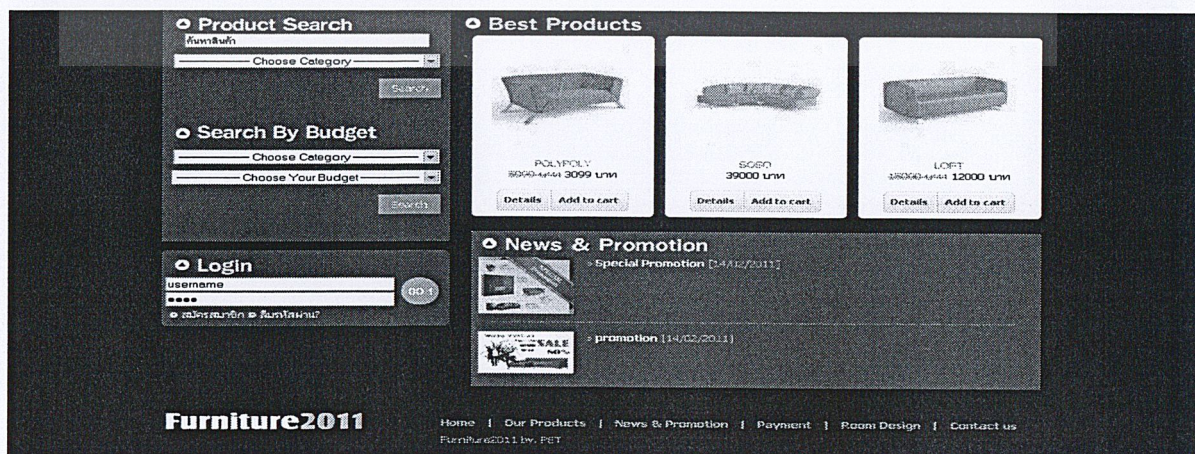 Product Search
ค้นหาสินค้า
Choose Category
Search
Search By Budget
Choose Category
Choose Your Budget
Search
Login
username
สมัครสมาชิก ลืมรหัสผ่าน?
Best Products
POLYPOLY
3099 บาท
Details Add to cart
SOSO
39000 บาท
Details Add to cart
LOFT
12000 บาท
Details Add to cart
News & Promotion
Special Promotion [14/02/2011]
promotion [14/02/2011]
SALE
Furniture2011
Home | Our Products | News & Promotion | Payment | Room Design | Contact us
Furniture2011 by. PET